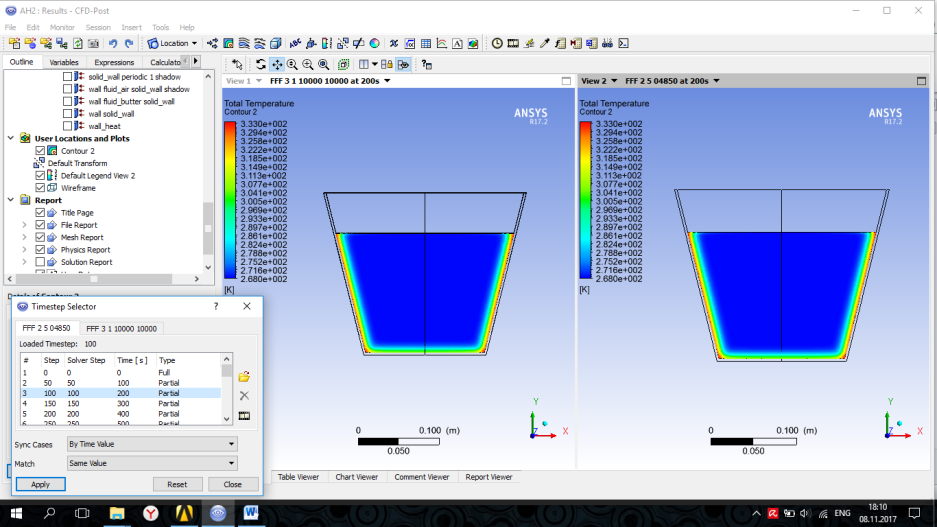 AH2 : Results - CFD-Post
File Edit Monitor Session Insert Tools Help
Location
Outline Variables Expressions Calculato
solid_wall periodic 1 shadow
wall fluid_air solid_wall shadow
wall fluid_butter solid_wall
wall solid_wall
wall_heat
User Locations and Plots
Contour 2
Default Transform
Default Legend View 2
Wireframe
Report
Title Page
File Report
Mesh Report
Physics Report
Solution Report
View 1 FFF 3 1 10000 10000 at 200s
Total Temperature
Contour 2
3.330e+002
3.294e+002
3.258e+002
3.222e+002
3.185e+002
3.149e+002
3.113e+002
3.077e+002
3.041e+002
3.005e+002
2.969e+002
2.933e+002
2.897e+002
2.861e+002
2.824e+002
2.788e+002
2.752e+002
2.716e+002
2.680e+002
[K]
ANSYS
R17.2
0 0.100 (m)
0.050
Y
X
Z
View 2 FFF 2 5 04850 at 200s
Total Temperature
Contour 2
3.330e+002
3.294e+002
3.258e+002
3.222e+002
3.185e+002
3.149e+002
3.113e+002
3.077e+002
3.041e+002
3.005e+002
2.969e+002
2.933e+002
2.897e+002
2.861e+002
2.824e+002
2.788e+002
2.752e+002
2.716e+002
2.680e+002
[K]
ANSYS
R17.2
0 0.100 (m)
0.050
Y
X
Z
Timestep Selector ?
FFF 2 5 04850 FFF 3 1 10000 10000
Loaded Timestep: 100
# Step Solver Step Time [ s ] Type
1 0 0 0 Full
2 50 50 100 Partial
3 100 100 200 Partial
4 150 150 300 Partial
5 200 200 400 Partial
6 250 250 500 Partial
Sync Cases By Time Value
Match Same Value
Apply Reset Close
Table Viewer Chart Viewer Comment Viewer Report Viewer
ENG
18:10
08.11.2017